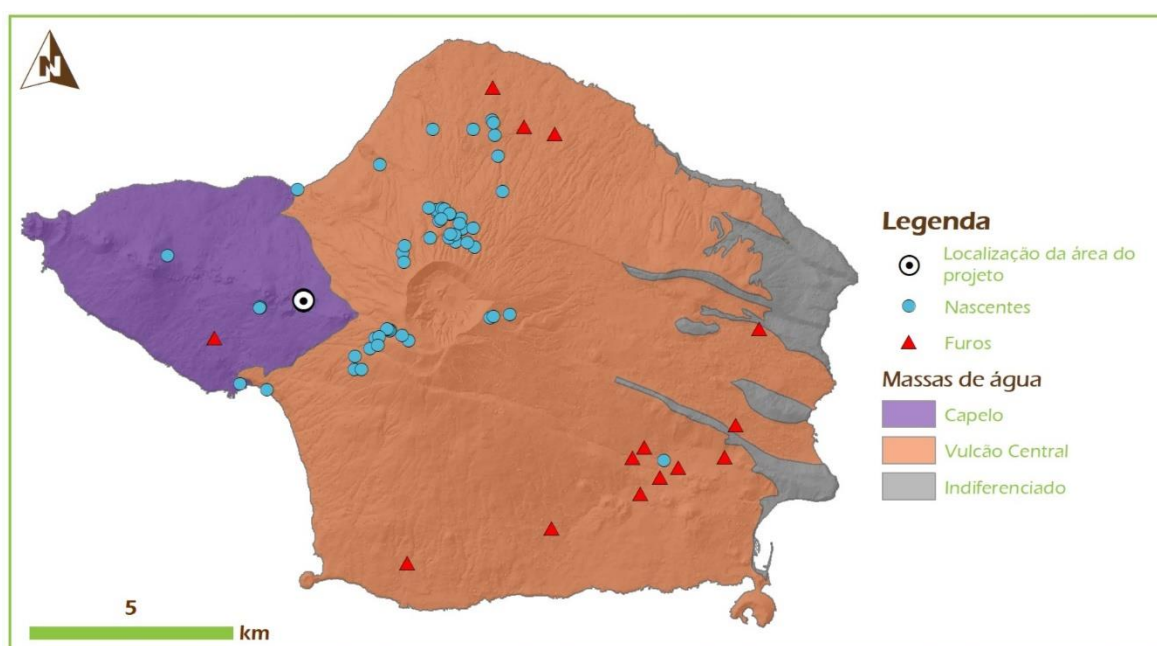 N
Legenda
Localização da área do
projeto
Nascentes
Furos
Massas de água
Capelo
Vulcão Central
Indiferenciado
5
km